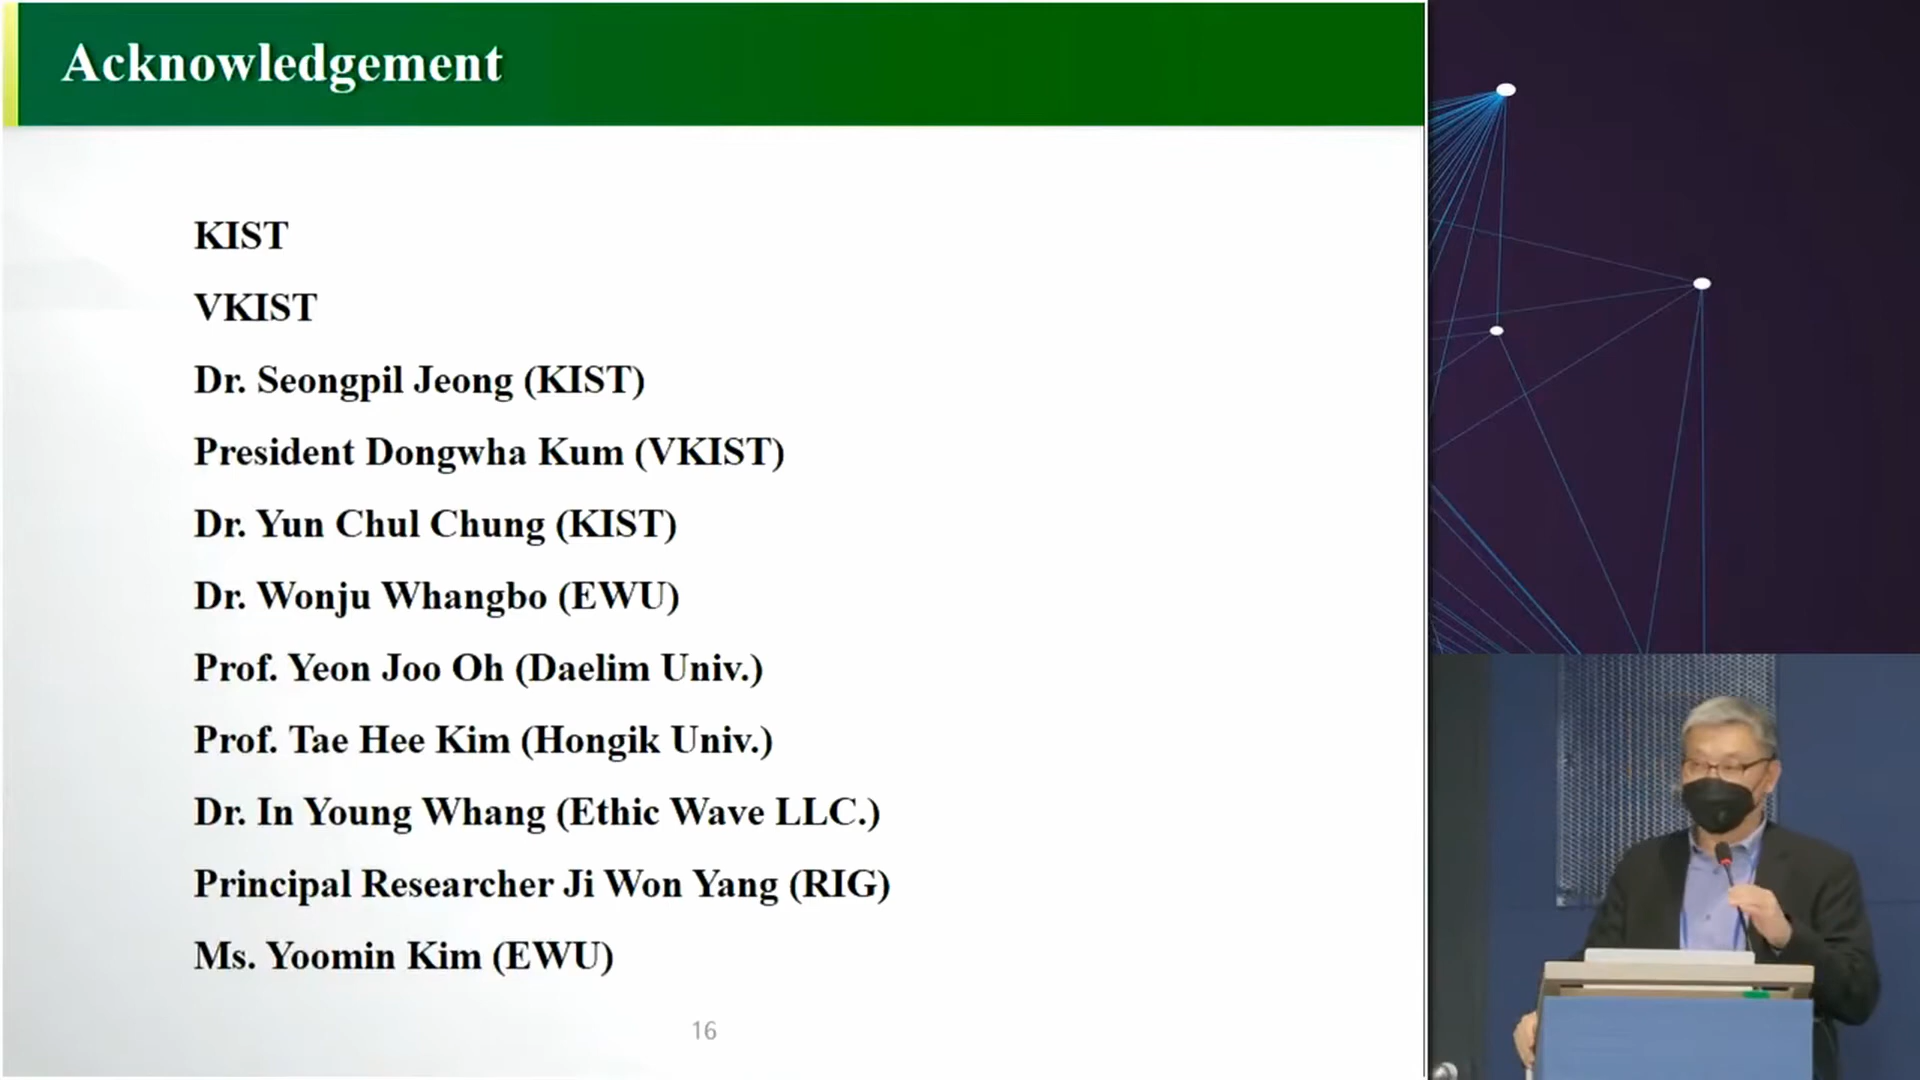 Acknowledgement
KIST
VKIST
Dr. Seongpil Jeong (KIST)
President Dongwha Kum (VKIST)
Dr. Yun Chul Chung (KIST)
Dr. Wonju Whangbo (EWU)
Prof. Yeon Joo Oh (Daelim Univ.)
Prof. Tae Hee Kim (Hongik Univ.)
Dr. In Young Whang (Ethic Wave LLC.)
Principal Researcher Ji Won Yang (RIG)
Ms. Yoomin Kim (EWU)
16